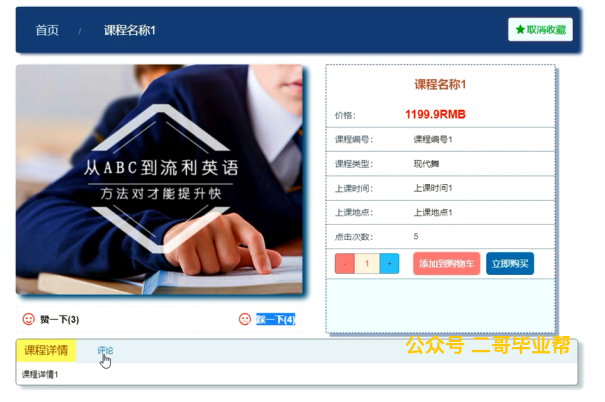 首页 / 课程名称1
★取消收藏
从ABC到流利英语
方法对才能提升快
课程名称1
价格: 1199.9RMB
课程编号: 课程编号1
课程类型: 现代舞
上课时间: 上课时间1
上课地点: 上课地点1
点击次数: 5
- 1 + 添加到购物车 立即购买
赞一下(3)
踩一下(4)
公众号 二哥毕业帮
课程详情 评论
课程详情1